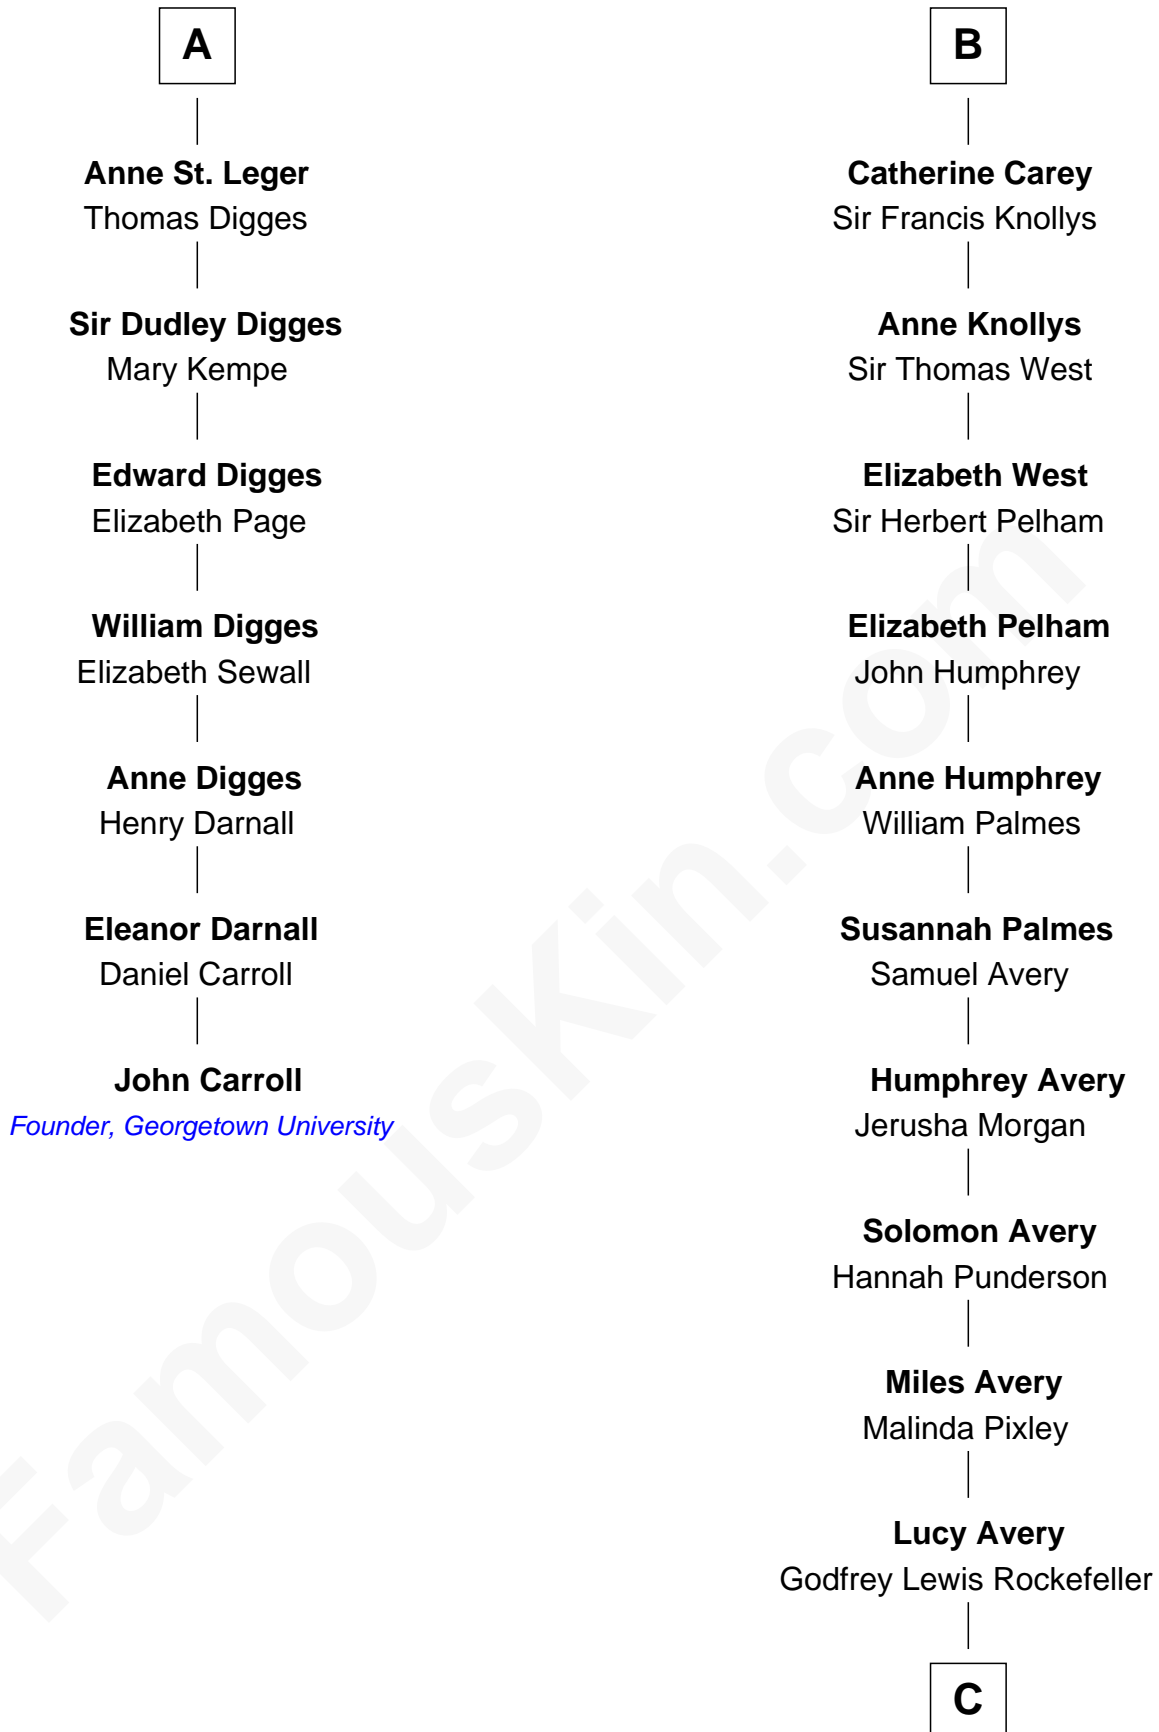 A
Anne St. Leger
Thomas Digges
Sir Dudley Digges
Mary Kempe
Edward Digges
Elizabeth Page
William Digges
Elizabeth Sewall
Anne Digges
Henry Darnall
Eleanor Darnall
Daniel Carroll
John Carroll
Founder, Georgetown University
B
Catherine Carey
Sir Francis Knollys
Anne Knollys
Sir Thomas West
Elizabeth West
Sir Herbert Pelham
Elizabeth Pelham
John Humphrey
Anne Humphrey
William Palmes
Susannah Palmes
Samuel Avery
Humphrey Avery
Jerusha Morgan
Solomon Avery
Hannah Punderson
Miles Avery
Malinda Pixley
Lucy Avery
Godfrey Lewis Rockefeller
C
FamousKin.com